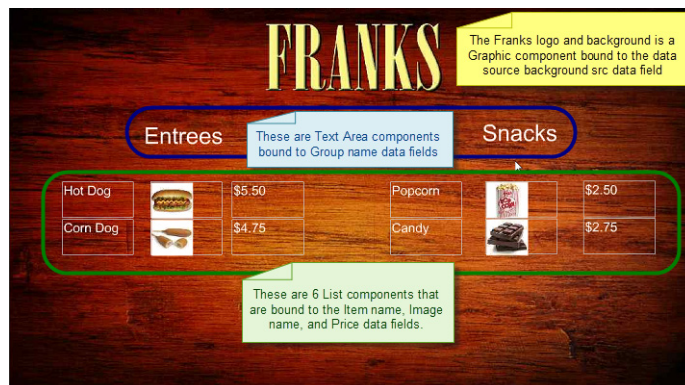 FRANKS
The Franks logo and background is a
Graphic component bound to the data
source background src data field
Entrees
These are Text Area components
bound to Group name data fields
Snacks
Hot Dog
$5.50
Popcorn
$2.50
Corn Dog
$4.75
Candy
$2.75
These are 6 List components that
are bound to the Item name, Image
name, and Price data fields.